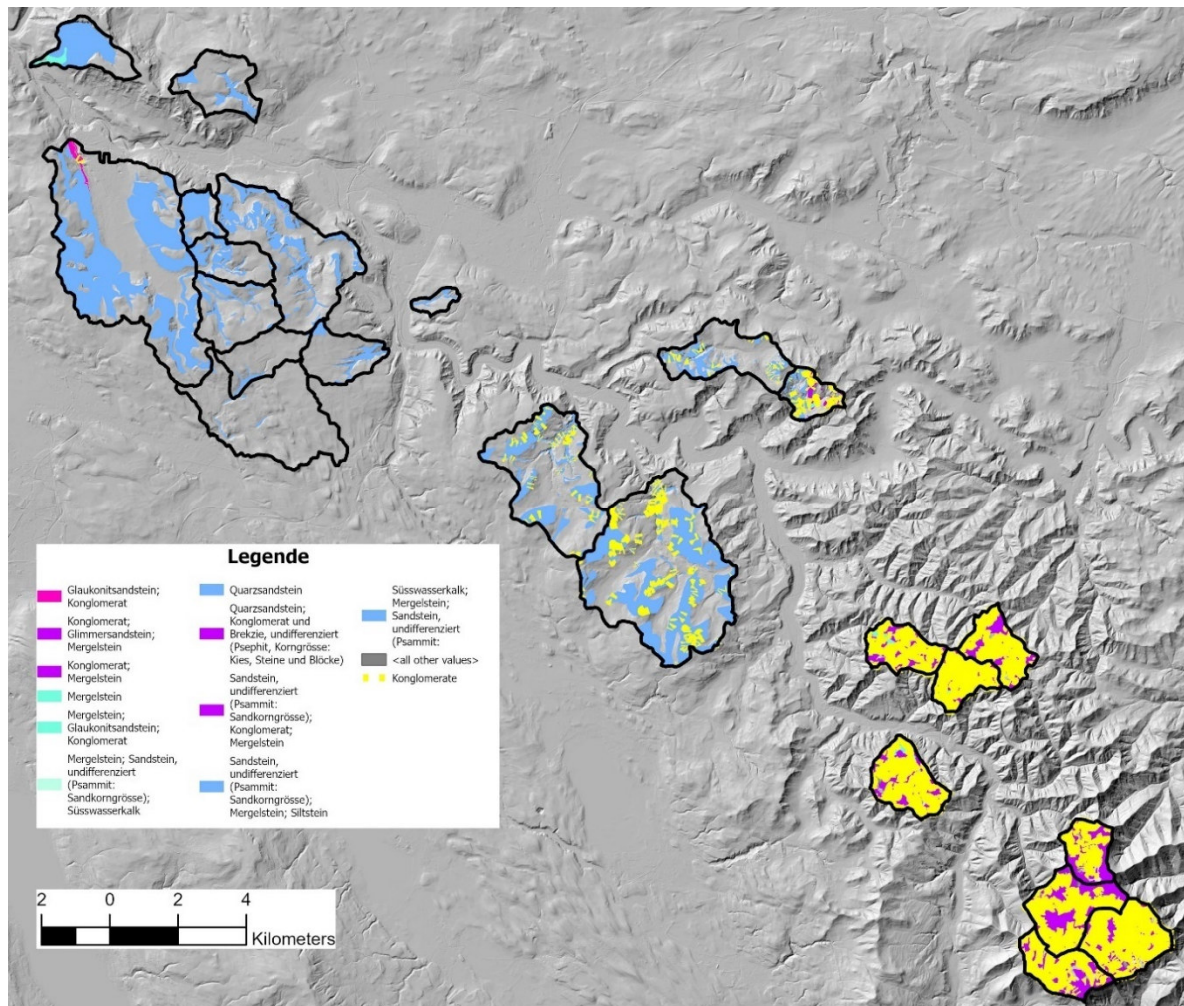 Legende
Glaukonitsandstein;
Konglomerat
Konglomerat;
Glimmersandstein;
Mergelstein
Konglomerat;
Mergelstein
Mergelstein
Mergelstein;
Glaukonitsandstein;
Konglomerat
Mergelstein; Sandstein,
undifferenziert
(Psammit:
Sandkorngrösse);
Süsswasserkalk
Quarzsandstein
Quarzsandstein;
Konglomerat und
Brekzie, undifferenziert
(Psephit, Korngrösse:
Kies, Steine und Blöcke)
Sandstein,
undifferenziert
(Psammit:
Sandkorngrösse);
Konglomerat;
Mergelstein
Sandstein,
undifferenziert
(Psammit:
Sandkorngrösse);
Mergelstein; Siltstein
Süsswasserkalk;
Mergelstein;
Sandstein,
undifferenziert
(Psammit:
<all other values>
Konglomerate
2 0 2 4
Kilometers